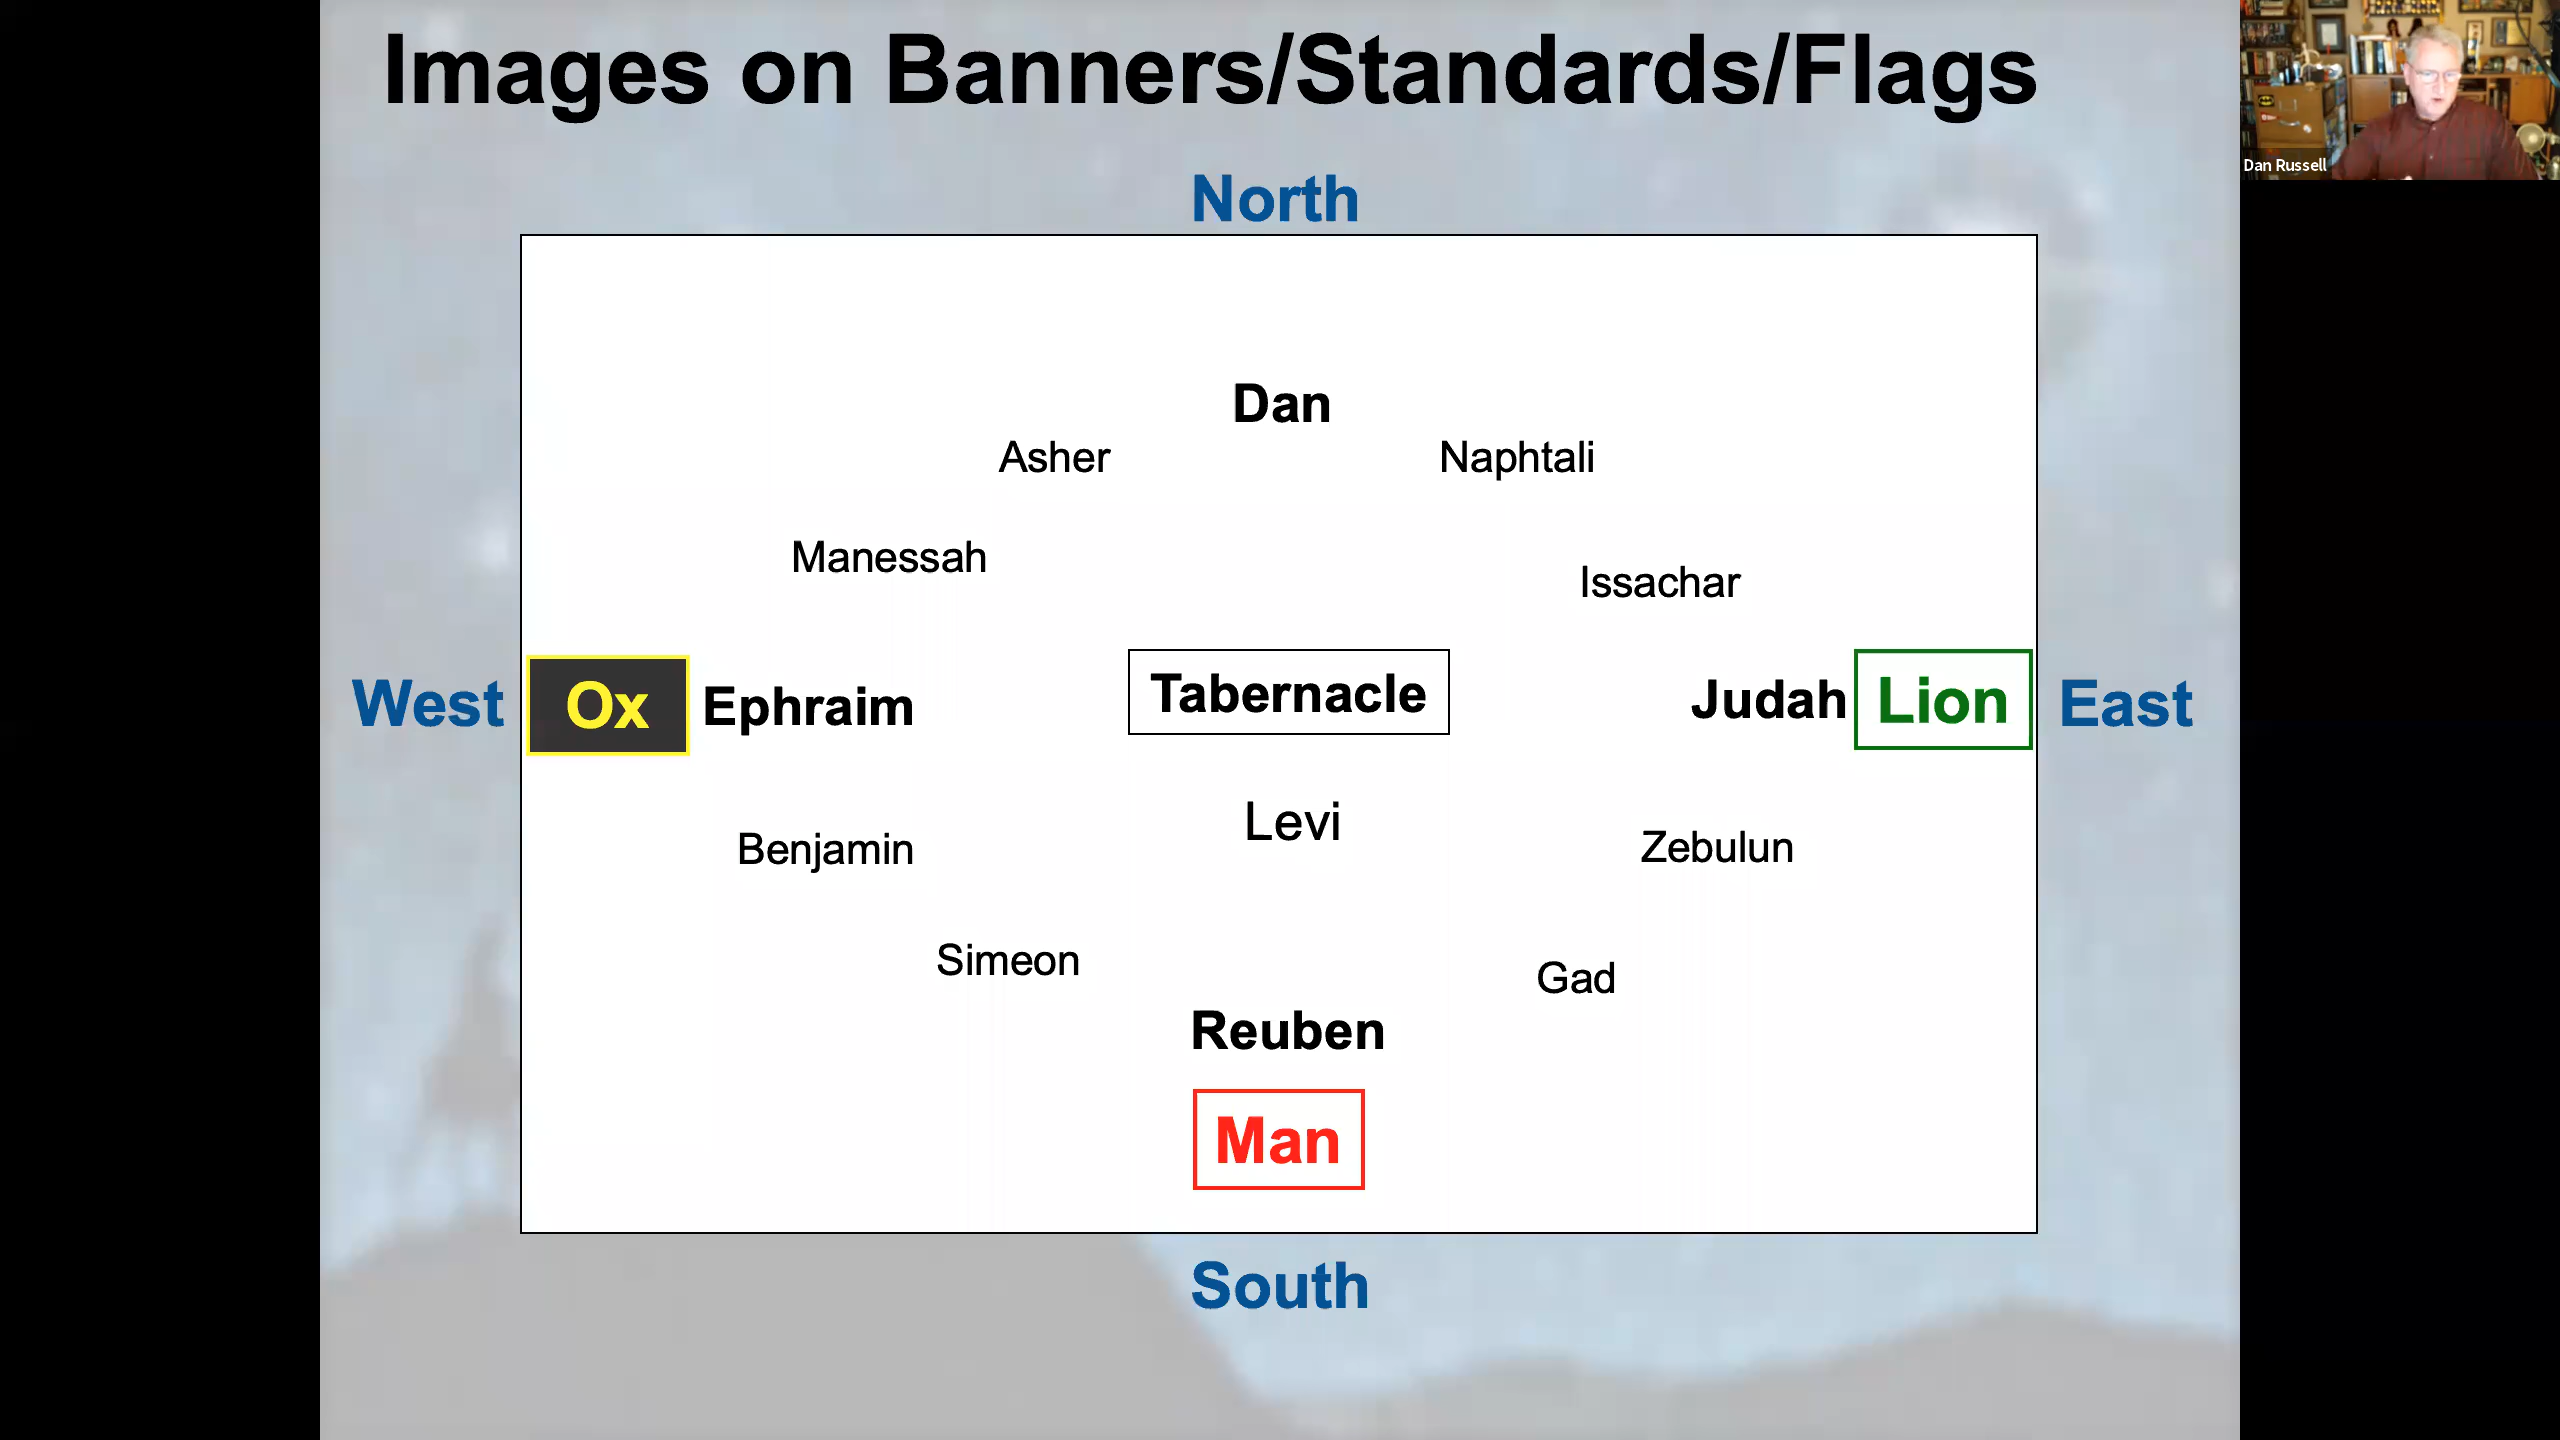 Images on Banners/Standards/Flags
Dan Russell
North
Dan
Asher
Naphtali
Manessah
Issachar
West
Ox
Ephraim
Tabernacle
Judah
Lion
East
Levi
Benjamin
Zebulun
Simeon
Gad
Reuben
Man
South